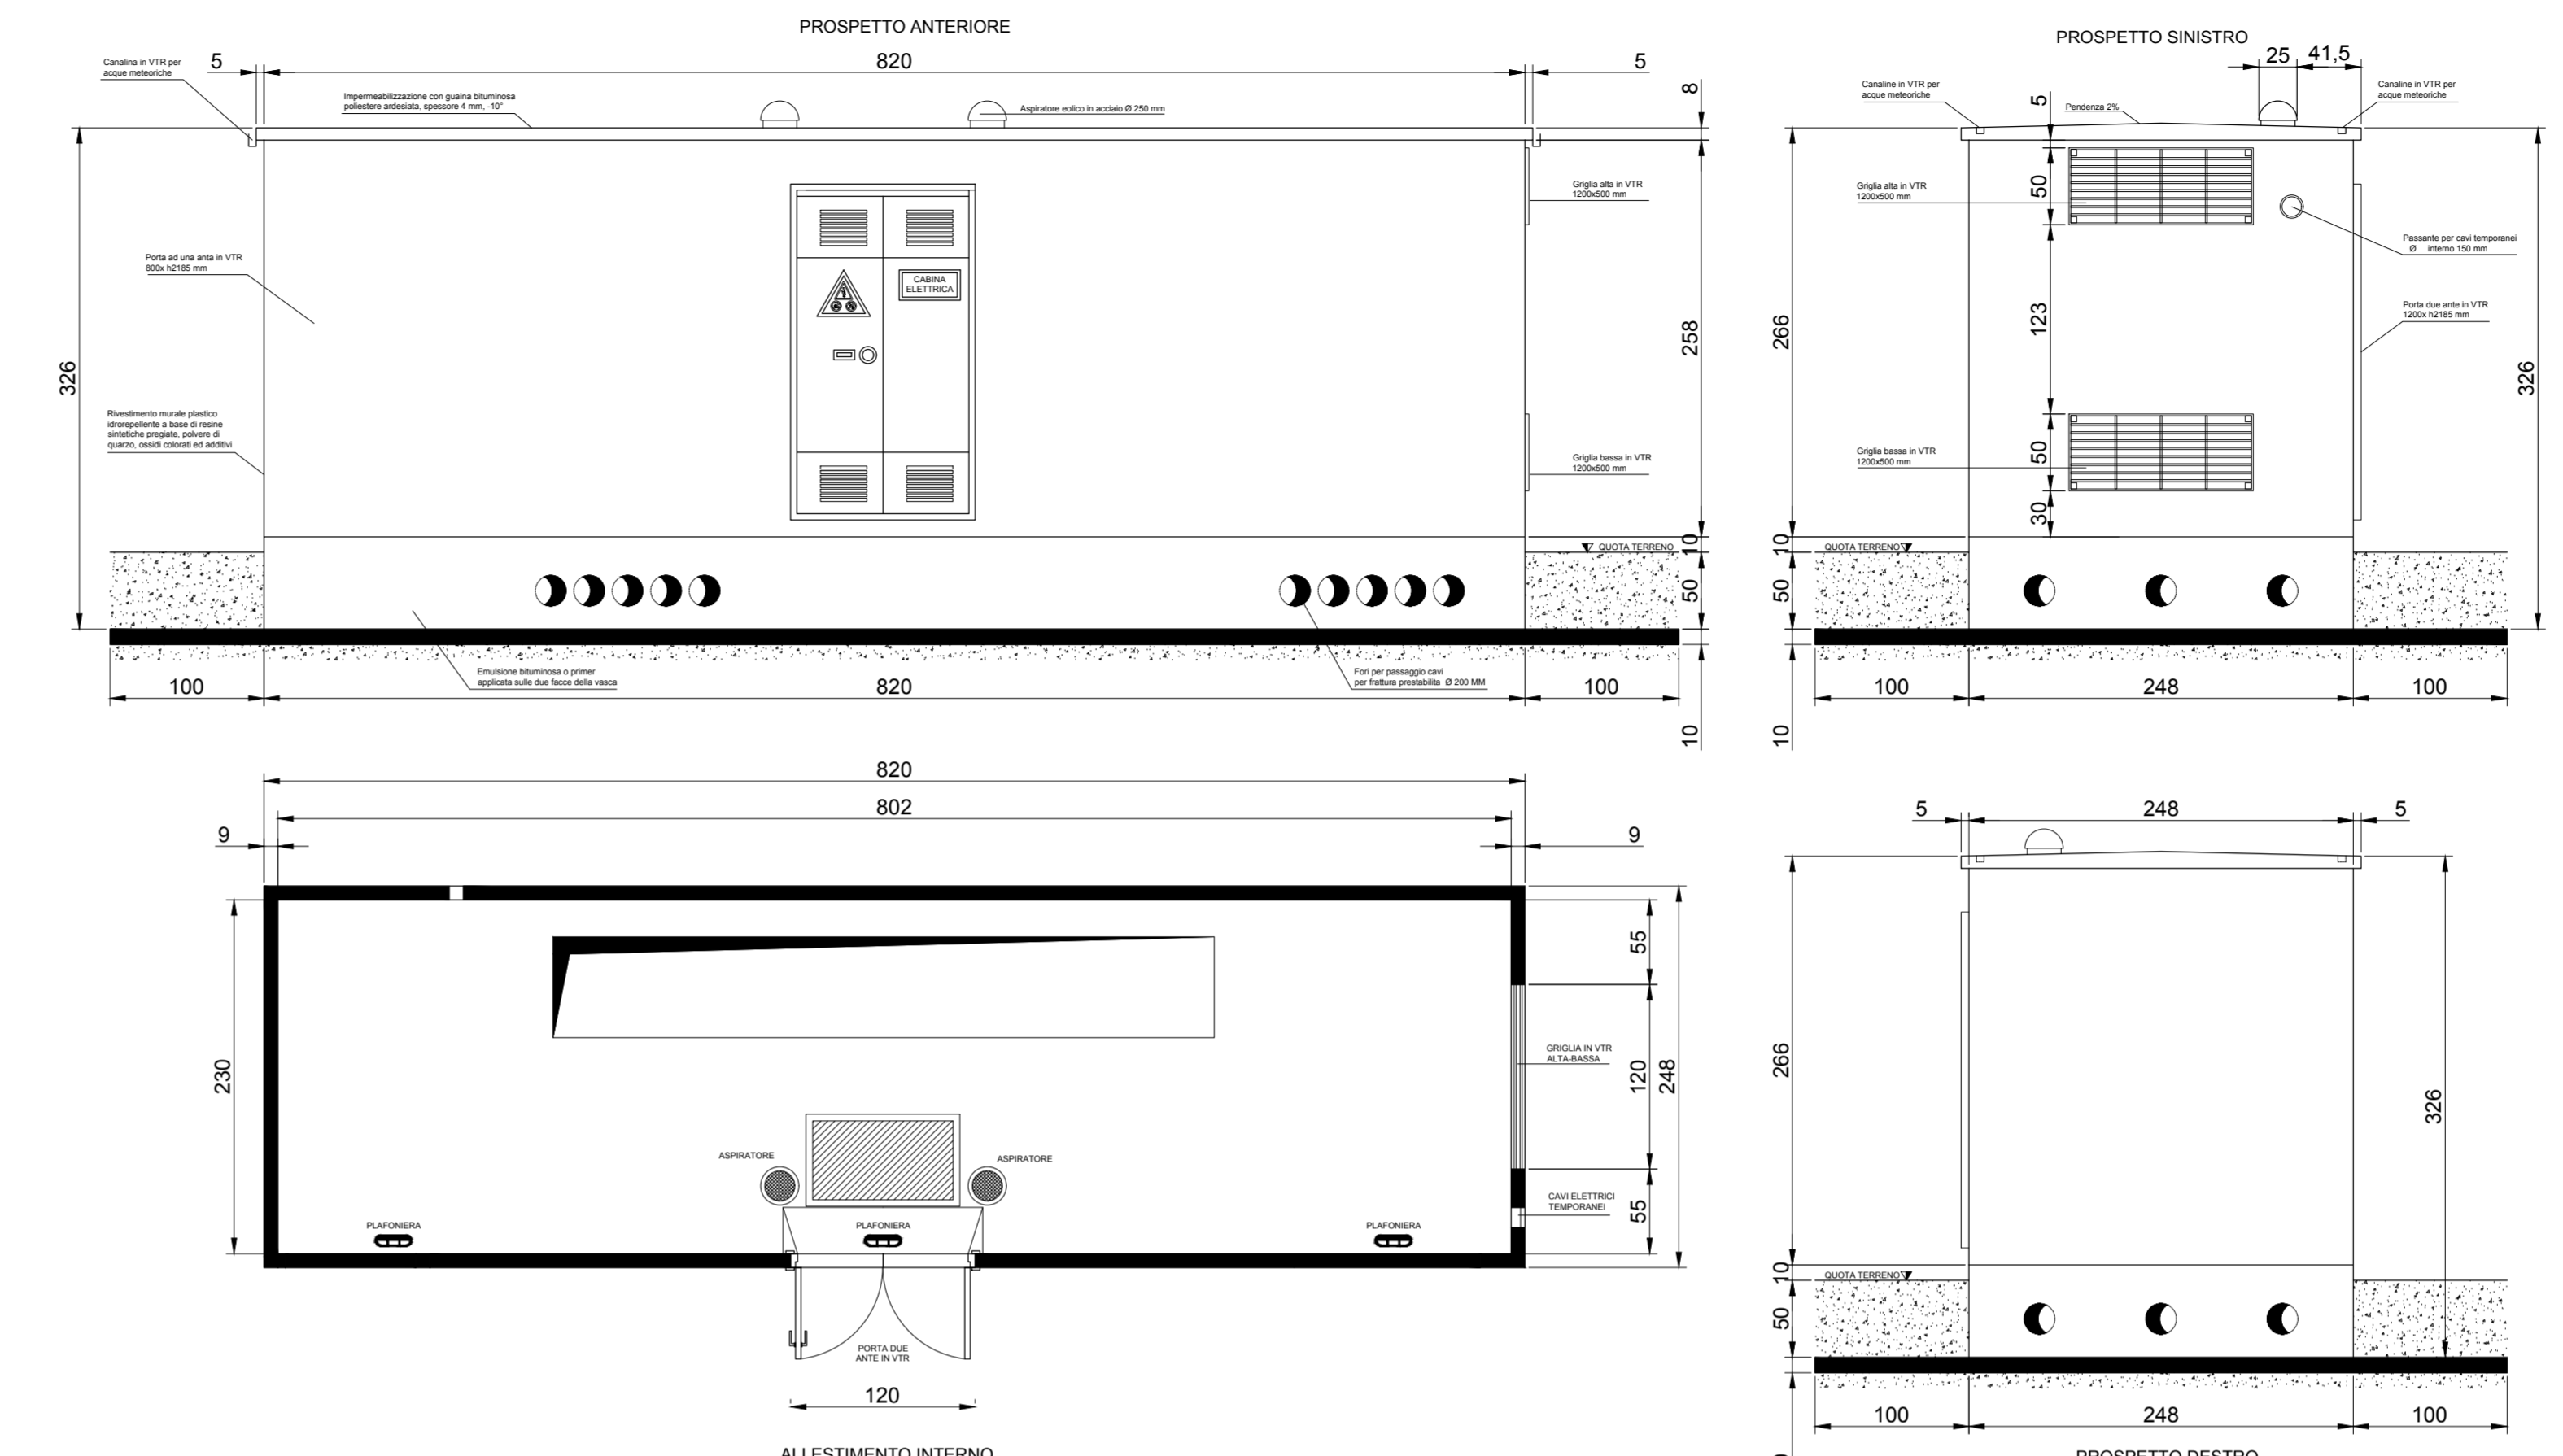 PROSPETTO ANTERIORE
Canalina in VTR per
acque meteoriche
5
820
5
8
Impermeabilizzazione con guaina bituminosa
poliestere ardesiata, spessore 4 mm, -10°
Aspiratore eolico in acciaio Ø 250 mm
Griglia alta in VTR
1200x500 mm
Porta ad una anta in VTR
800x h2185 mm
CABINA
ELETTRICA
258
326
Rivestimento murale plastico
idrorepellente a base di resine
sintetiche pregiate, polvere di
quarzo, ossidi colorati ed additivi
Griglia bassa in VTR
1200x500 mm
QUOTA TERRENO
10
50
Emulsione bituminosa o primer
applicata sulle due facce della vasca
Fori per passaggio cavi
per frattura prestabilita Ø 200 MM
100
820
100
10
PROSPETTO SINISTRO
25
41,5
Canaline in VTR per
acque meteoriche
5
Pendenza 2%
Canaline in VTR per
acque meteoriche
Griglia alta in VTR
1200x500 mm
50
Passante per cavi temporanei
Ø interno 150 mm
Porta due ante in VTR
1200x h2185 mm
266
123
326
Griglia bassa in VTR
1200x500 mm
50
30
10
QUOTA TERRENO
50
100
248
100
10
820
802
9
9
230
55
120
248
55
GRIGLIA IN VTR
ALTA-BASSA
ASPIRATORE
ASPIRATORE
CAVI ELETTRICI
TEMPORANEI
PLAFONIERA
PLAFONIERA
PLAFONIERA
PORTA DUE
ANTE IN VTR
120
ALLESTIMENTO INTERNO
5
248
5
266
326
10
QUOTA TERRENO
50
100
248
100
PROSPETTO DESTRO